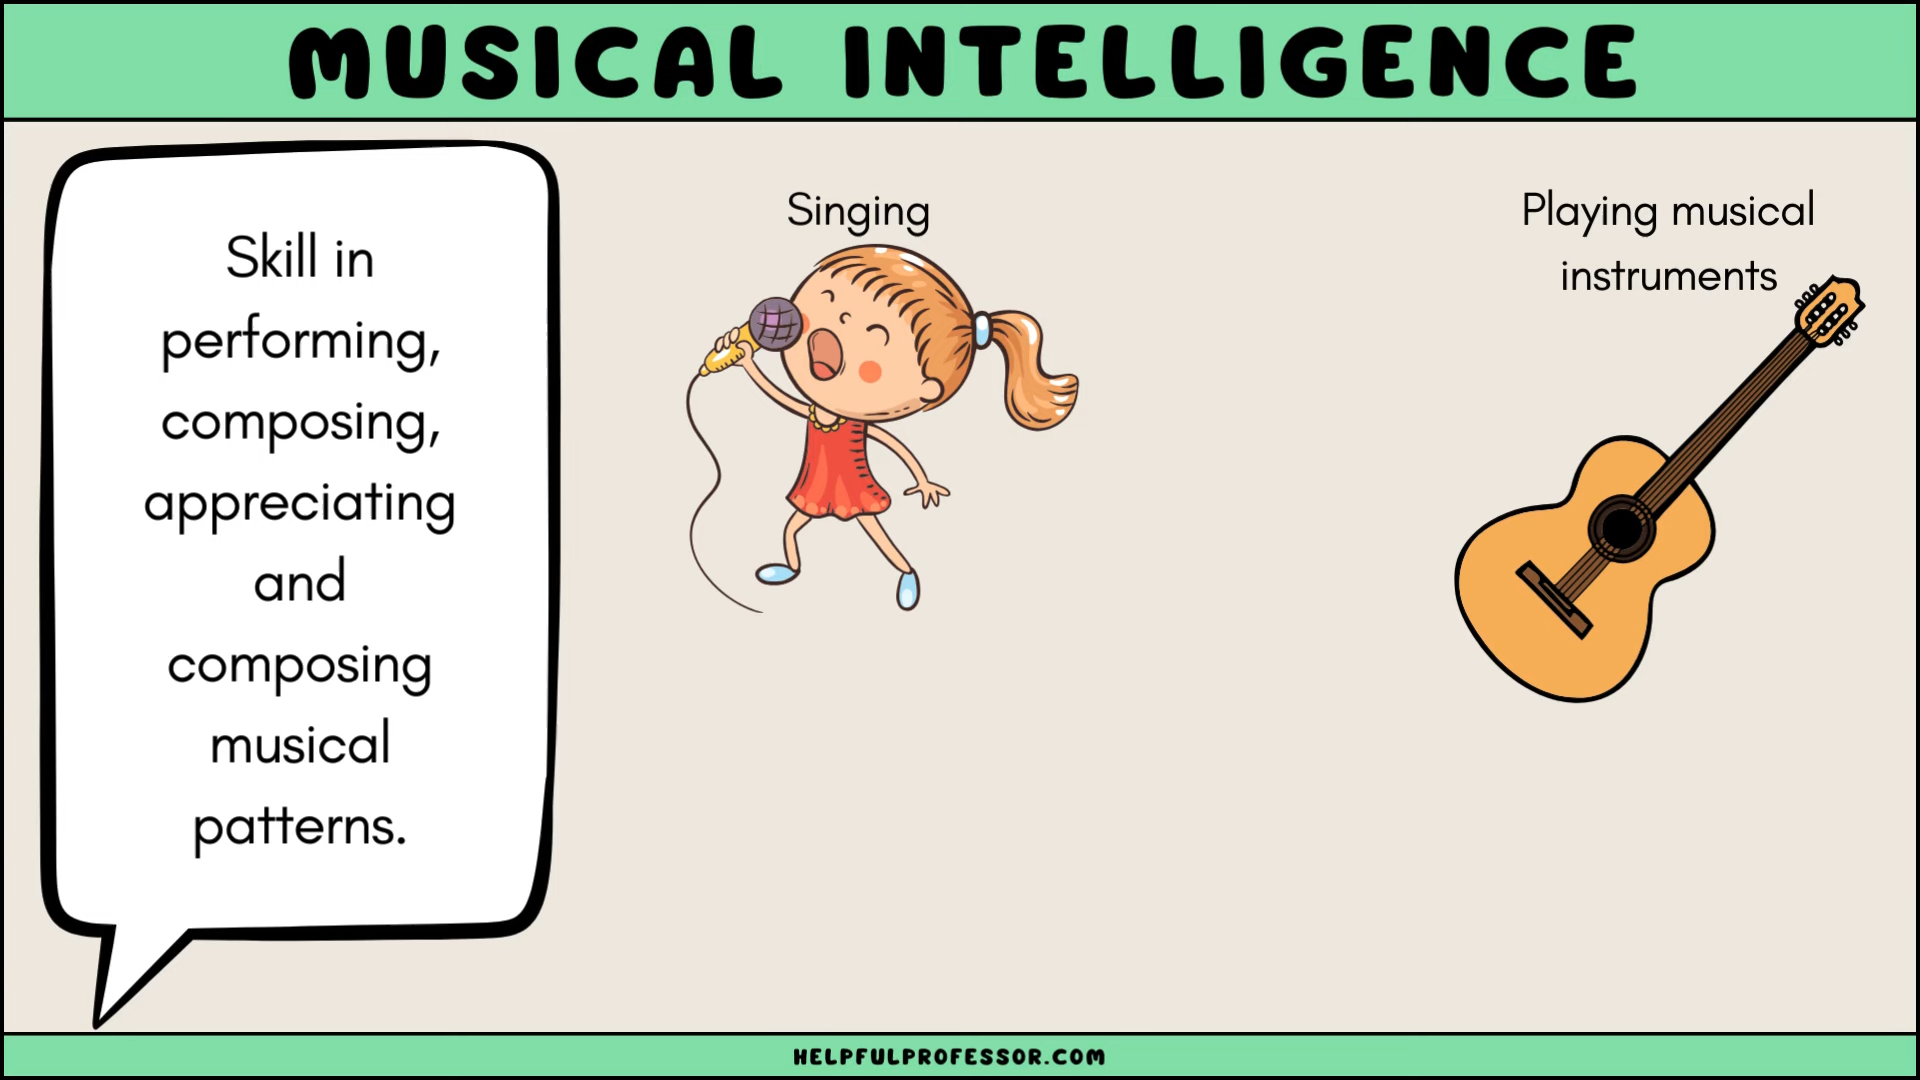 MUSICAL INTELLIGENCE
Skill in
performing,
composing,
appreciating
and
composing
musical
patterns.
Singing
Playing musical
instruments
HELPFULPROFESSOR.COM